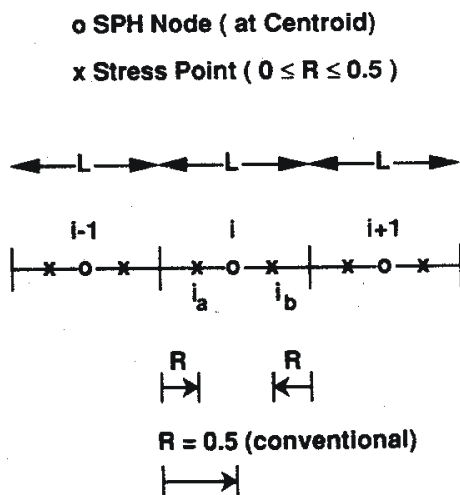 o SPH Node ( at Centroid)
x Stress Point ( 0 ≤ R ≤ 0.5 )
L L L
i-1 i i+1
x o x x o x x o x
i_a i_b
R R
R = 0.5 (conventional)